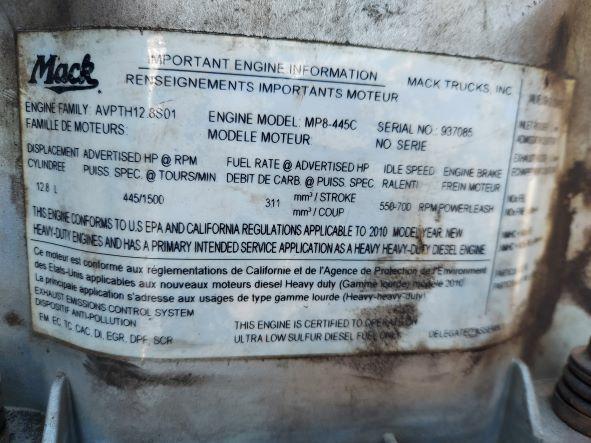 Mack
IMPORTANT ENGINE INFORMATION
MACK TRUCKS, INC
RENSEIGNEMENTS IMPORTANTS MOTEUR
ENGINE FAMILY: AVPTH12.8S01
ENGINE MODEL: MP8-445C
SERIAL NO : 937085
FAMILLE DE MOTEURS:
MODELE MOTEUR
NO SERIE
DISPLACEMENT ADVERTISED HP @ RPM
FUEL RATE @ ADVERTISED HP
IDLE SPEED
ENGINE BRAKE
CYLINDREE PUISS SPEC. @ TOURS/MIN
DEBIT DE CARB. @ PUISS. SPEC
RALENTI
FREIN MOTEUR
12.8 L
445/1500
311
mm³ / STROKE
mm³ / COUP
550-700 RPM
POWERLEASH
THIS ENGINE CONFORMS TO U.S EPA AND CALIFORNIA REGULATIONS APPLICABLE TO 2010 MODEL YEAR. NEW
HEAVY-DUTY ENGINES AND HAS A PRIMARY INTENDED SERVICE APPLICATION AS A HEAVY HEAVY-DUTY DIESEL ENGINE.
Ce moteur est conforme aux réglementations de Californie et de l'Agence de Protection de l'Environment
des Etats-Unis applicables aux nouveaux moteurs diesel Heavy duty (Gamme lourde) modèle 2010
La principale application s'adresse aux usages de type gamme lourde (Heavy-heavy-duty)
EXHAUST EMISSIONS CONTROL SYSTEM
DISPOSITIF ANTI-POLLUTION
EM EC, TC, CAC, DI, EGR, DPF, SCR
THIS ENGINE IS CERTIFIED TO OPERATE ON
ULTRA LOW SULFUR DIESEL FUEL ONLY